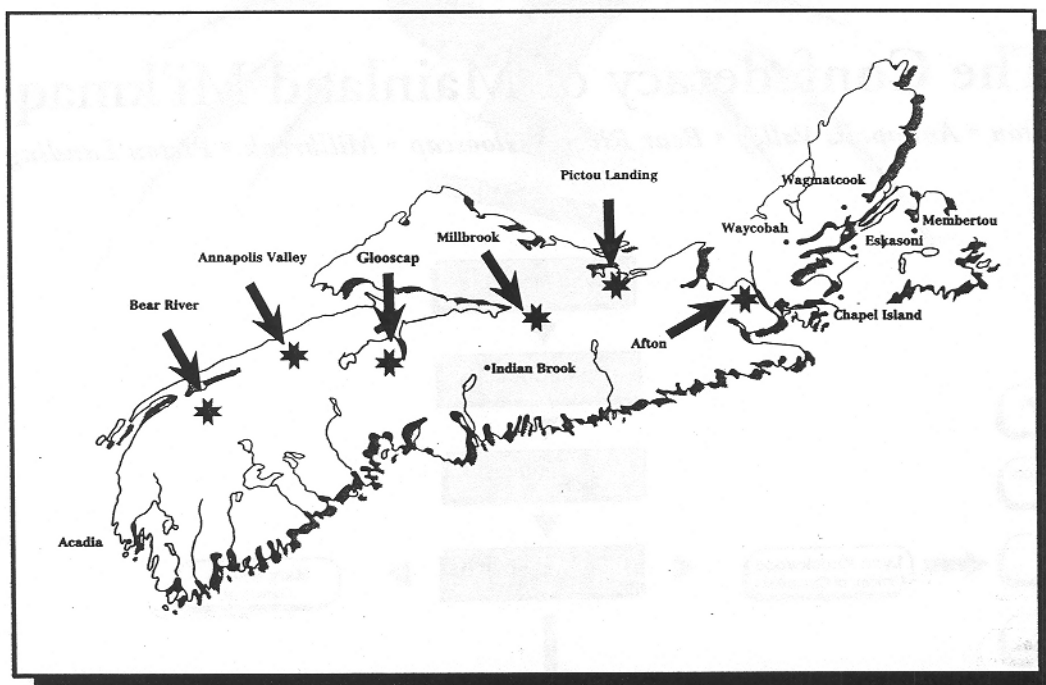 Pictou Landing
Wagmatcook
Membertou
Waycobah
Millbrook
Eskasoni
Annapolis Valley
Glooscap
Bear River
Chapel Island
Afton
Indian Brook
Acadia